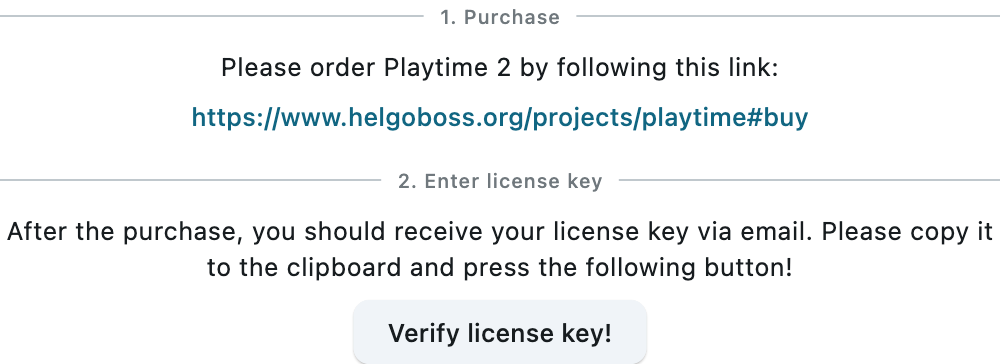 1. Purchase
Please order Playtime 2 by following this link:
https://www.helgoboss.org/projects/playtime#buy
2. Enter license key
After the purchase, you should receive your license key via email. Please copy it
to the clipboard and press the following button!
Verify license key!